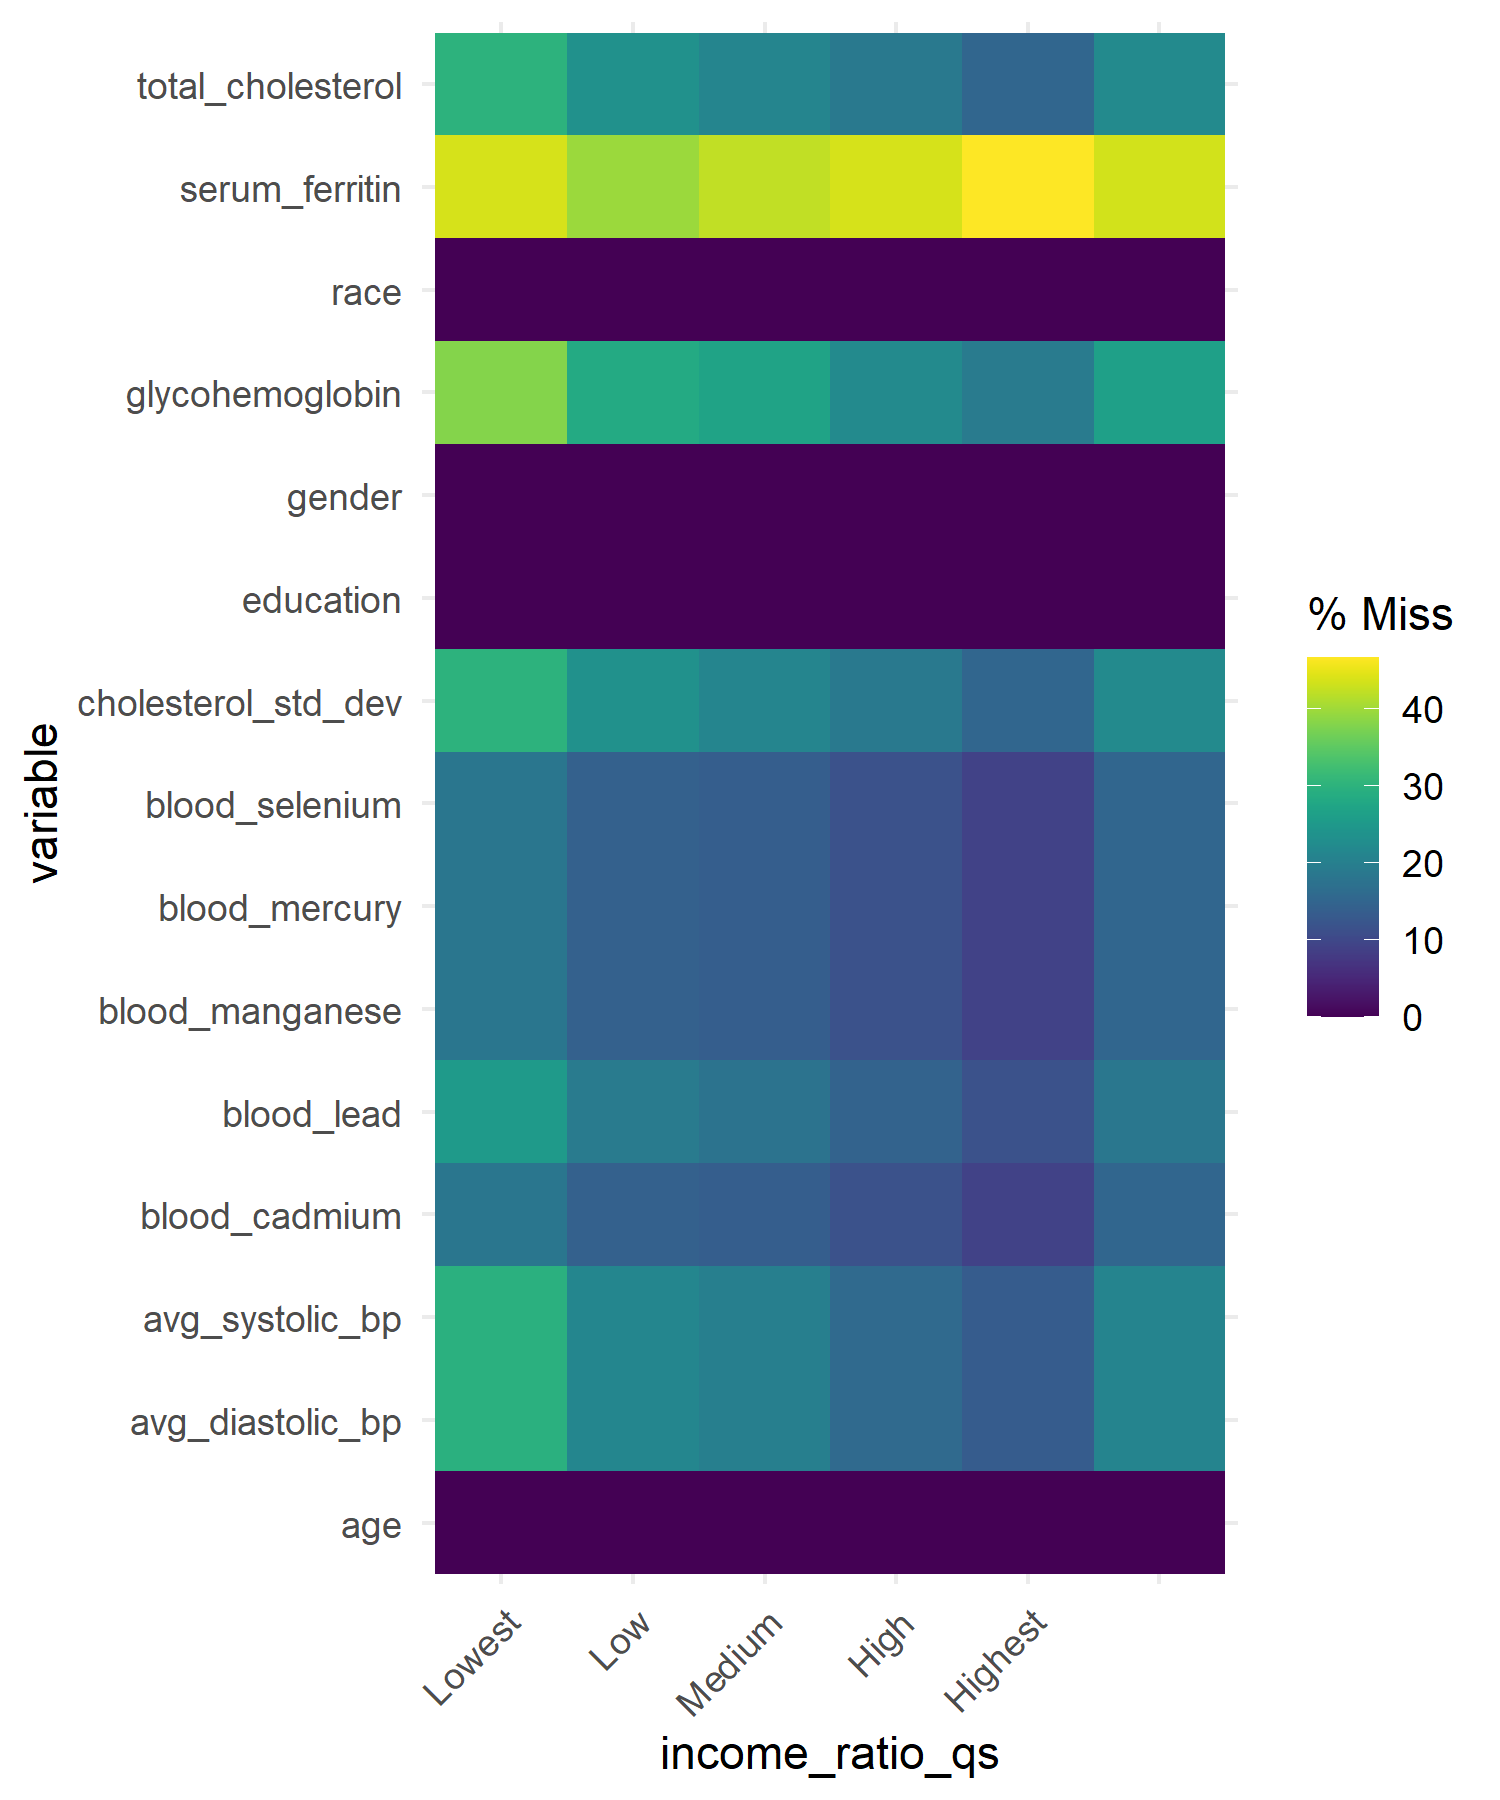 total_cholesterol
serum_ferritin
race
glycohemoglobin
gender
education
cholesterol_std_dev
blood_selenium
blood_mercury
blood_manganese
blood_lead
blood_cadmium
avg_systolic_bp
avg_diastolic_bp
age
variable
Lowest
Low
Medium
High
Highest
income_ratio_qs
% Miss
40
30
20
10
0